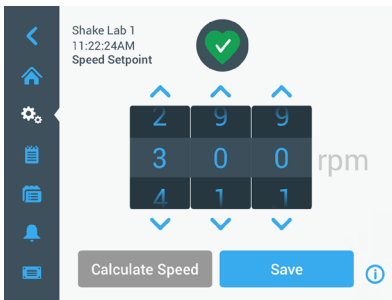 Shake Lab 1
11:22:24AM
Speed Setpoint
2 9 9
3 0 0 rpm
4 1 1
Calculate Speed Save